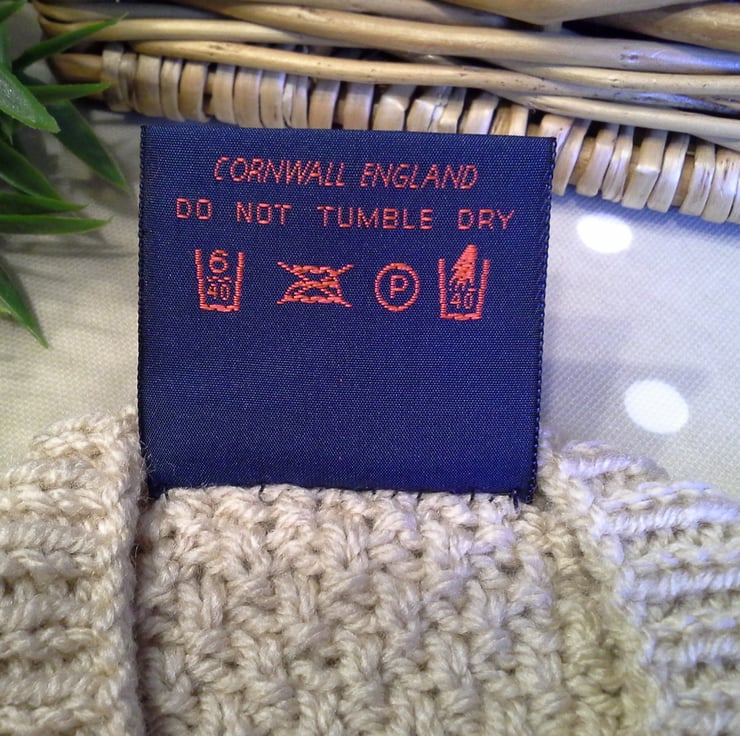 CORNWALL ENGLAND
DO NOT TUMBLE DRY
6 P
40 40